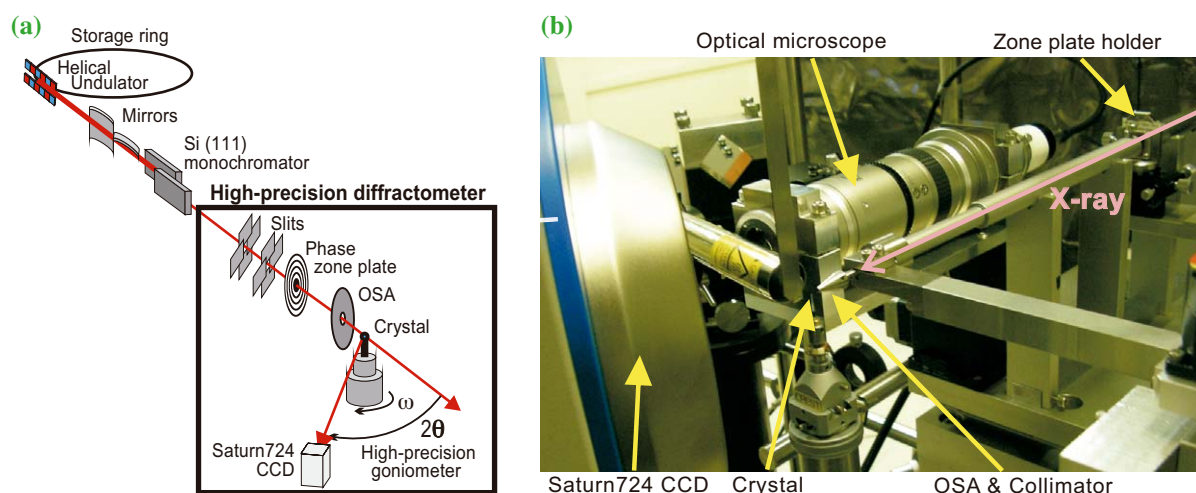 (a)
Storage ring
Helical
Undulator
Mirrors
Si (111)
monochromator
High-precision diffractometer
Slits
Phase
zone plate
OSA
Crystal
ω
2θ
Saturn724
CCD
High-precision
goniometer
(b)
Optical microscope
Zone plate holder
X-ray
Saturn724 CCD
Crystal
OSA & Collimator